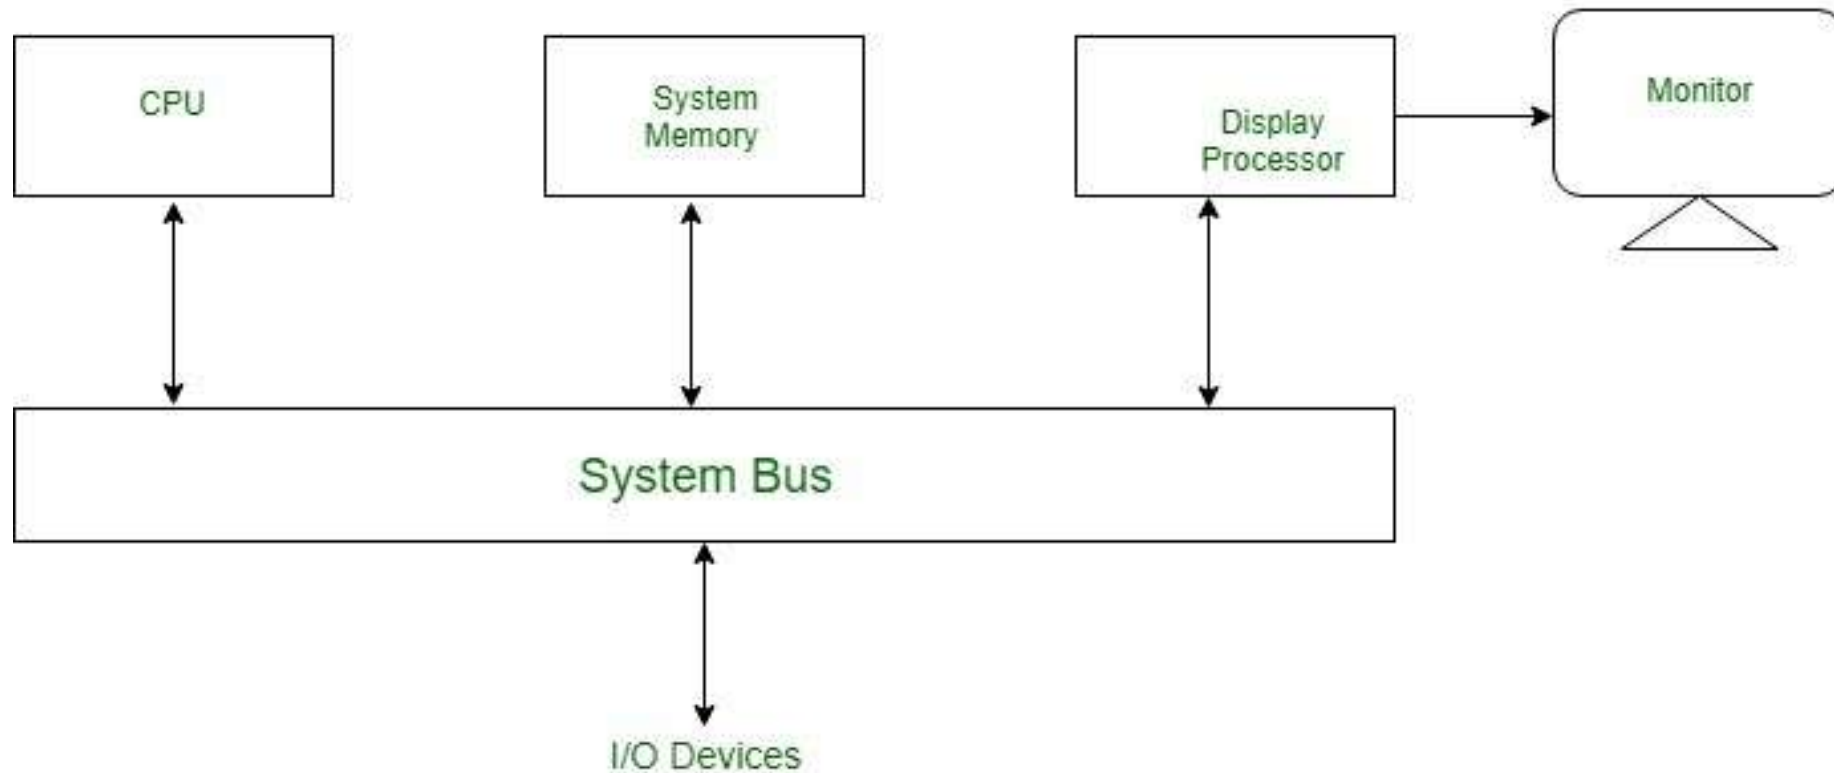 CPU
System
Memory
Display
Processor
Monitor
System Bus
I/O Devices